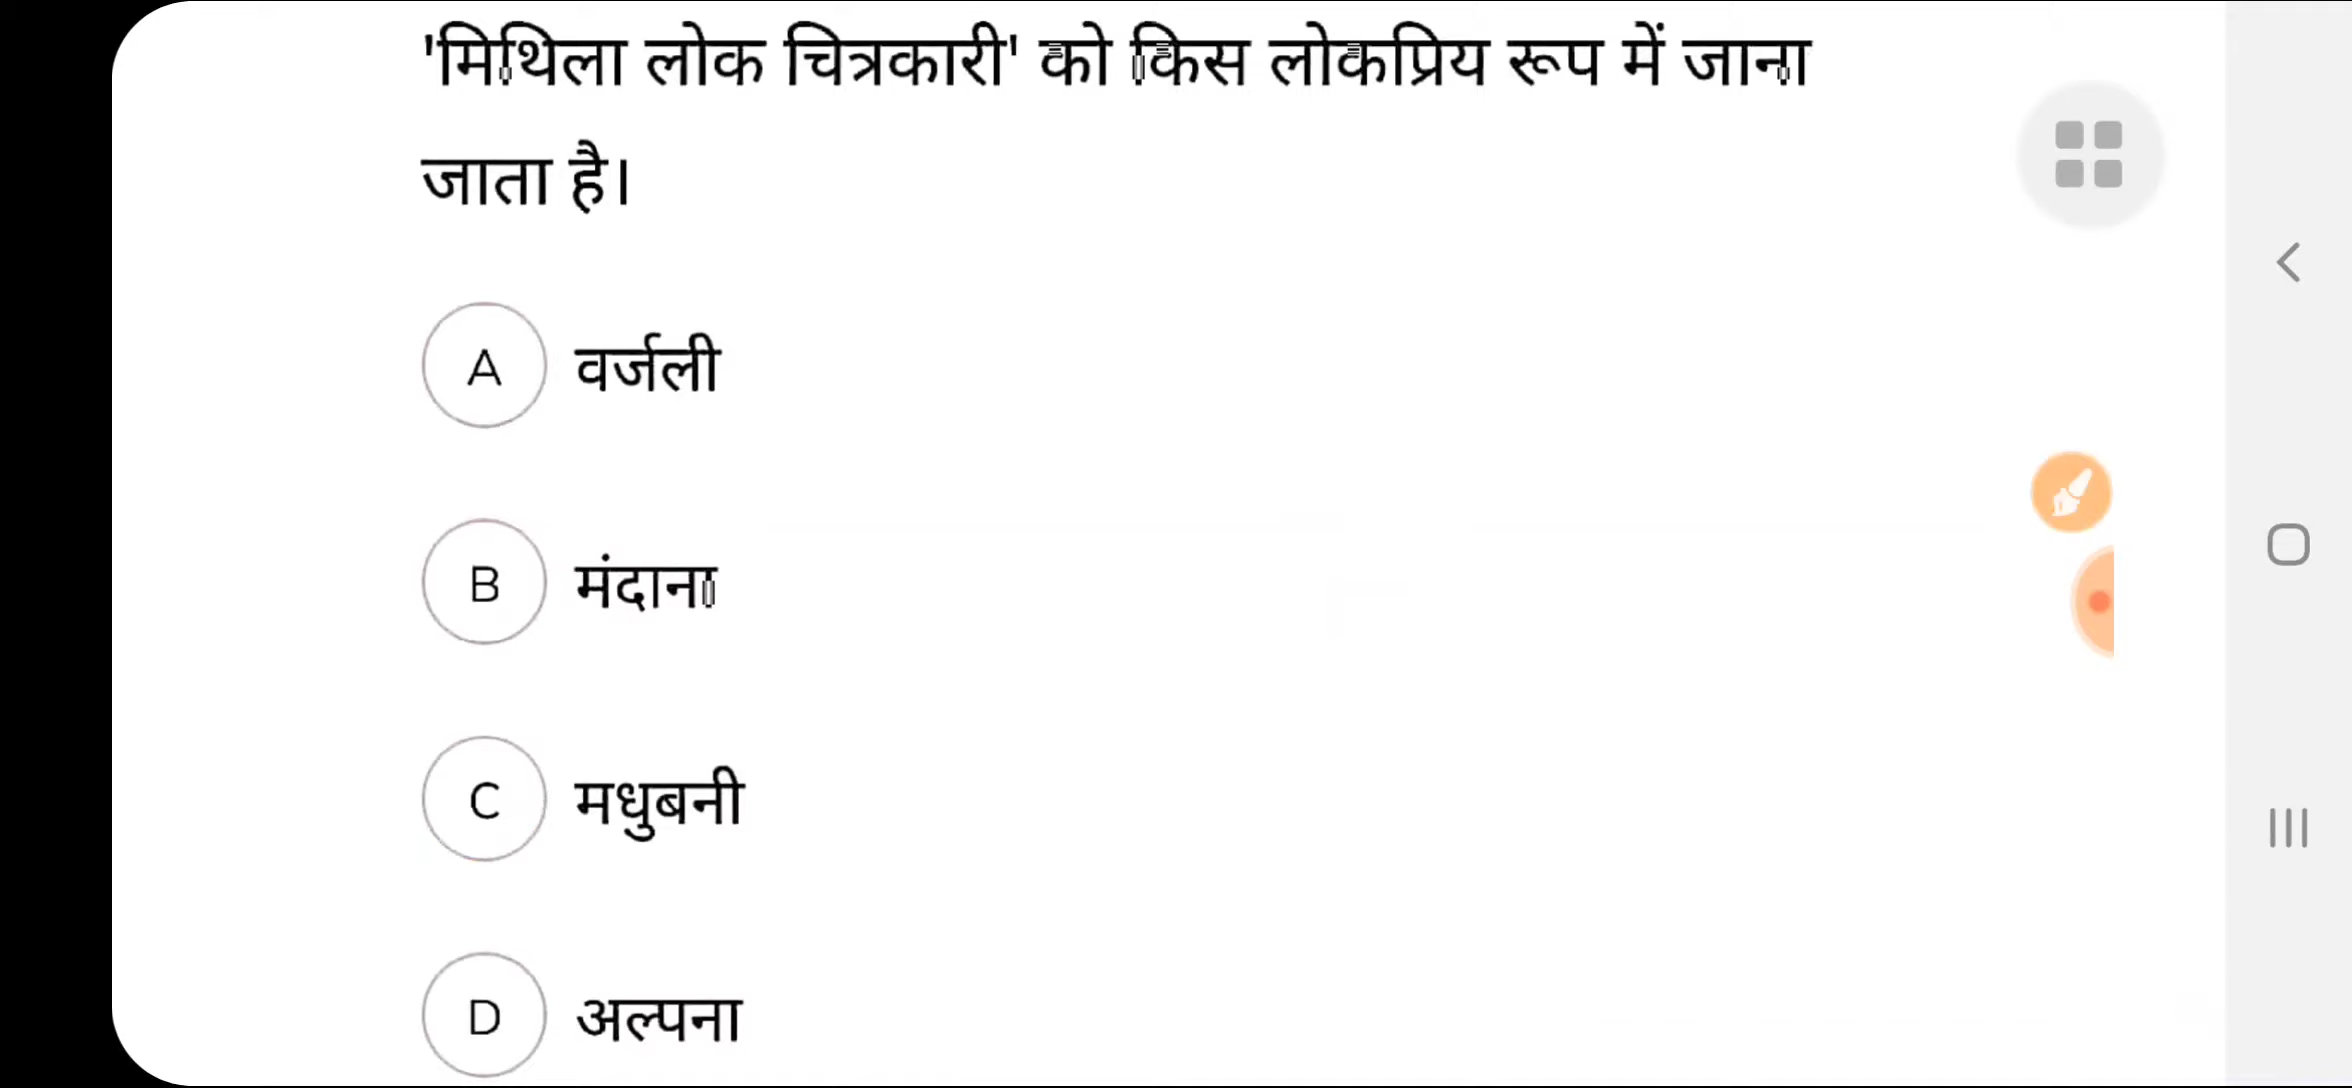 'मिथिला लोक चित्रकारी' को किस लोकप्रिय रूप में जाना
जाता है।
A वर्जली
B मंदाना
C मधुबनी
D अल्पना